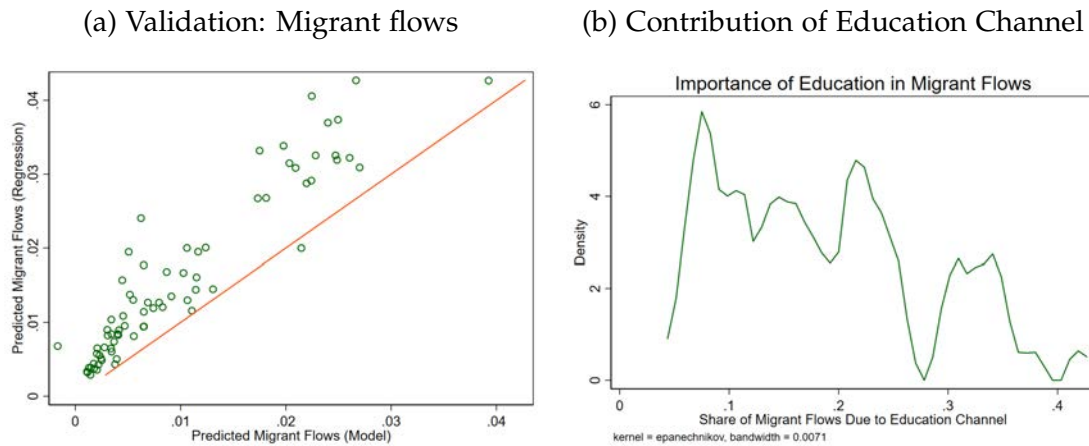 (a) Validation: Migrant flows
(b) Contribution of Education Channel
Predicted Migrant Flows (Regression)
.04
.03
.02
.01
0
0
.01
.02
.03
.04
Predicted Migrant Flows (Model)
Importance of Education in Migrant Flows
Density
6
4
2
0
0
.1
.2
.3
.4
Share of Migrant Flows Due to Education Channel
kernel = epanechnikov, bandwidth = 0.0071